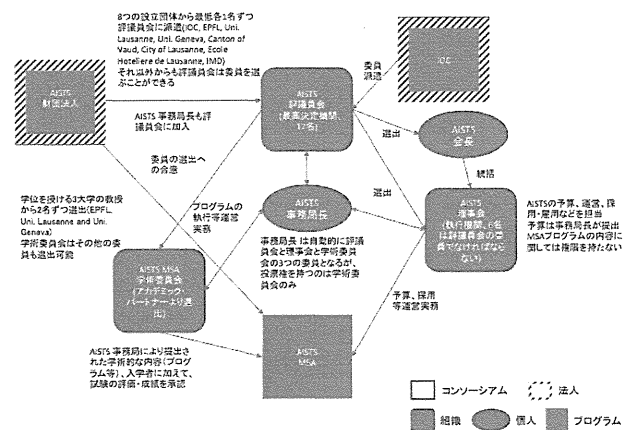 8つの設立団体から最低各1名ずつ
評議員会に派遣(IOC, EPFL, Uni.
Lausanne, Uni. Geneva, Canton of
Vaud, City of Lausanne, Ecole
Hoteliere de Lausanne, IMD)
それ以外からも評議員会は委員を選
ぶことができる
委員
派遣
IOC
AISTS
財団法人
AISTS
評議員会
(最高決定機関、
17名)
AISTS 事務局長も評
議員会に加入
選出
AISTS
会長
委員の選出への
合意
統括
学位を授ける3大学の教授
から2名ずつ選出(EPFL,
Uni. Lausanne and Uni.
Geneva)
学術委員会はその他の委
員も選出可能
プログラムの
執行等運営
実務
AISTS
事務局長
選出
AISTS
理事会
(執行機関、6名
は評議員会の委
員でなければなら
ない)
AISTSの予算、運営、採
用・雇用などを担当
予算は事務局長が提出
MSAプログラムの内容に
関しては権限を持たない
事務局長 は自動的に評議
員会と理事会と学術委員
会の3つの委員となるが、
投票権を持つのは学術委
員会のみ
AISTS MSA
学術委員会
(アカデミック・
パートナーより選
出)
予算、採用
等運営実務
AISTS
MSA
AISTS 事務局により提出さ
れた学術的な内容(プログ
ラム等)、入学者に加えて、
試験の評価・成績を承認
コンソーシアム
法人
組織
個人
プログラム